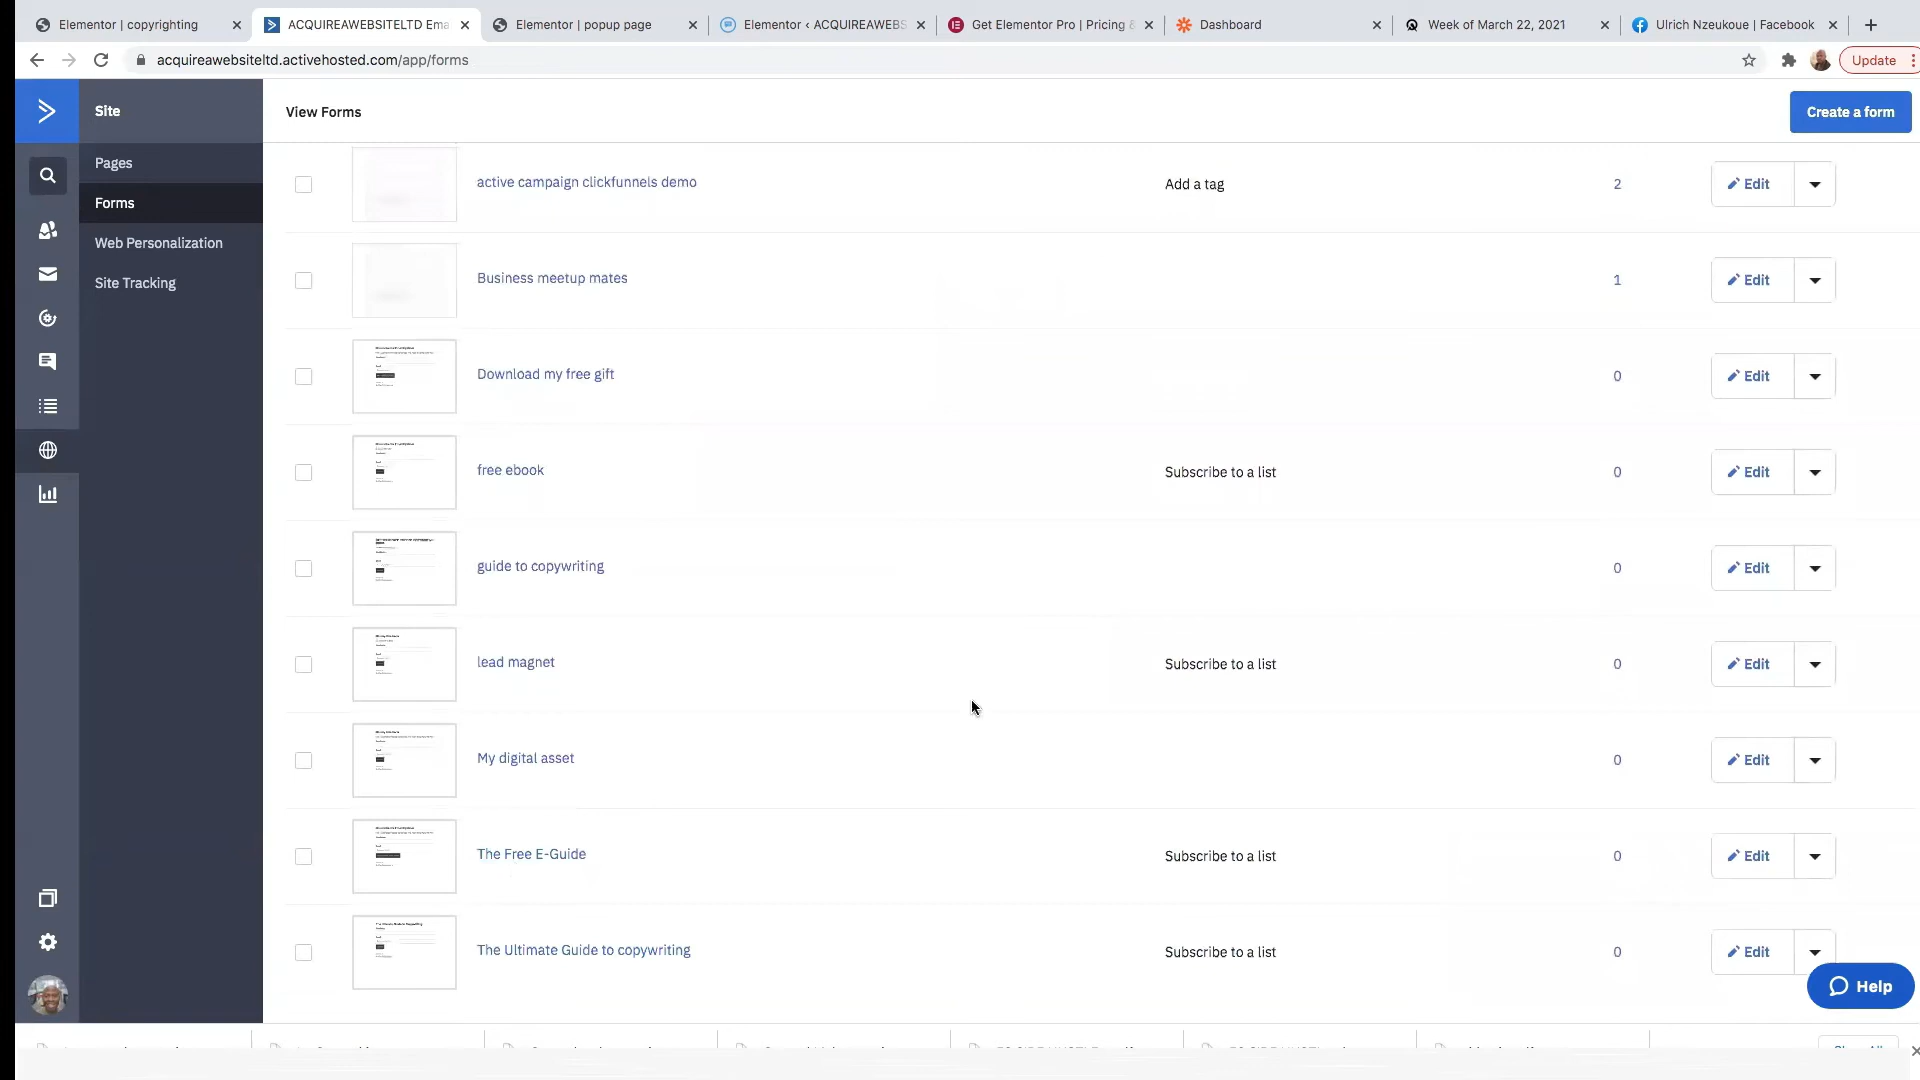 Elementor | copyrighting
ACQUIREAWEBSITELTD Ema
Elementor | popup page
Elementor ‹ ACQUIREAWEBS
Get Elementor Pro | Pricing &
Dashboard
Week of March 22, 2021
Ulrich Nzeukoue | Facebook
acquireawebsiteltd.activehosted.com/app/forms
Update
Site
View Forms
Create a form
Pages
Forms
Web Personalization
Site Tracking
active campaign clickfunnels demo
Add a tag
2
Edit
Business meetup mates
1
Edit
Download my free gift
0
Edit
free ebook
Subscribe to a list
0
Edit
guide to copywriting
0
Edit
lead magnet
Subscribe to a list
0
Edit
My digital asset
0
Edit
The Free E-Guide
Subscribe to a list
0
Edit
The Ultimate Guide to copywriting
Subscribe to a list
0
Edit
Help